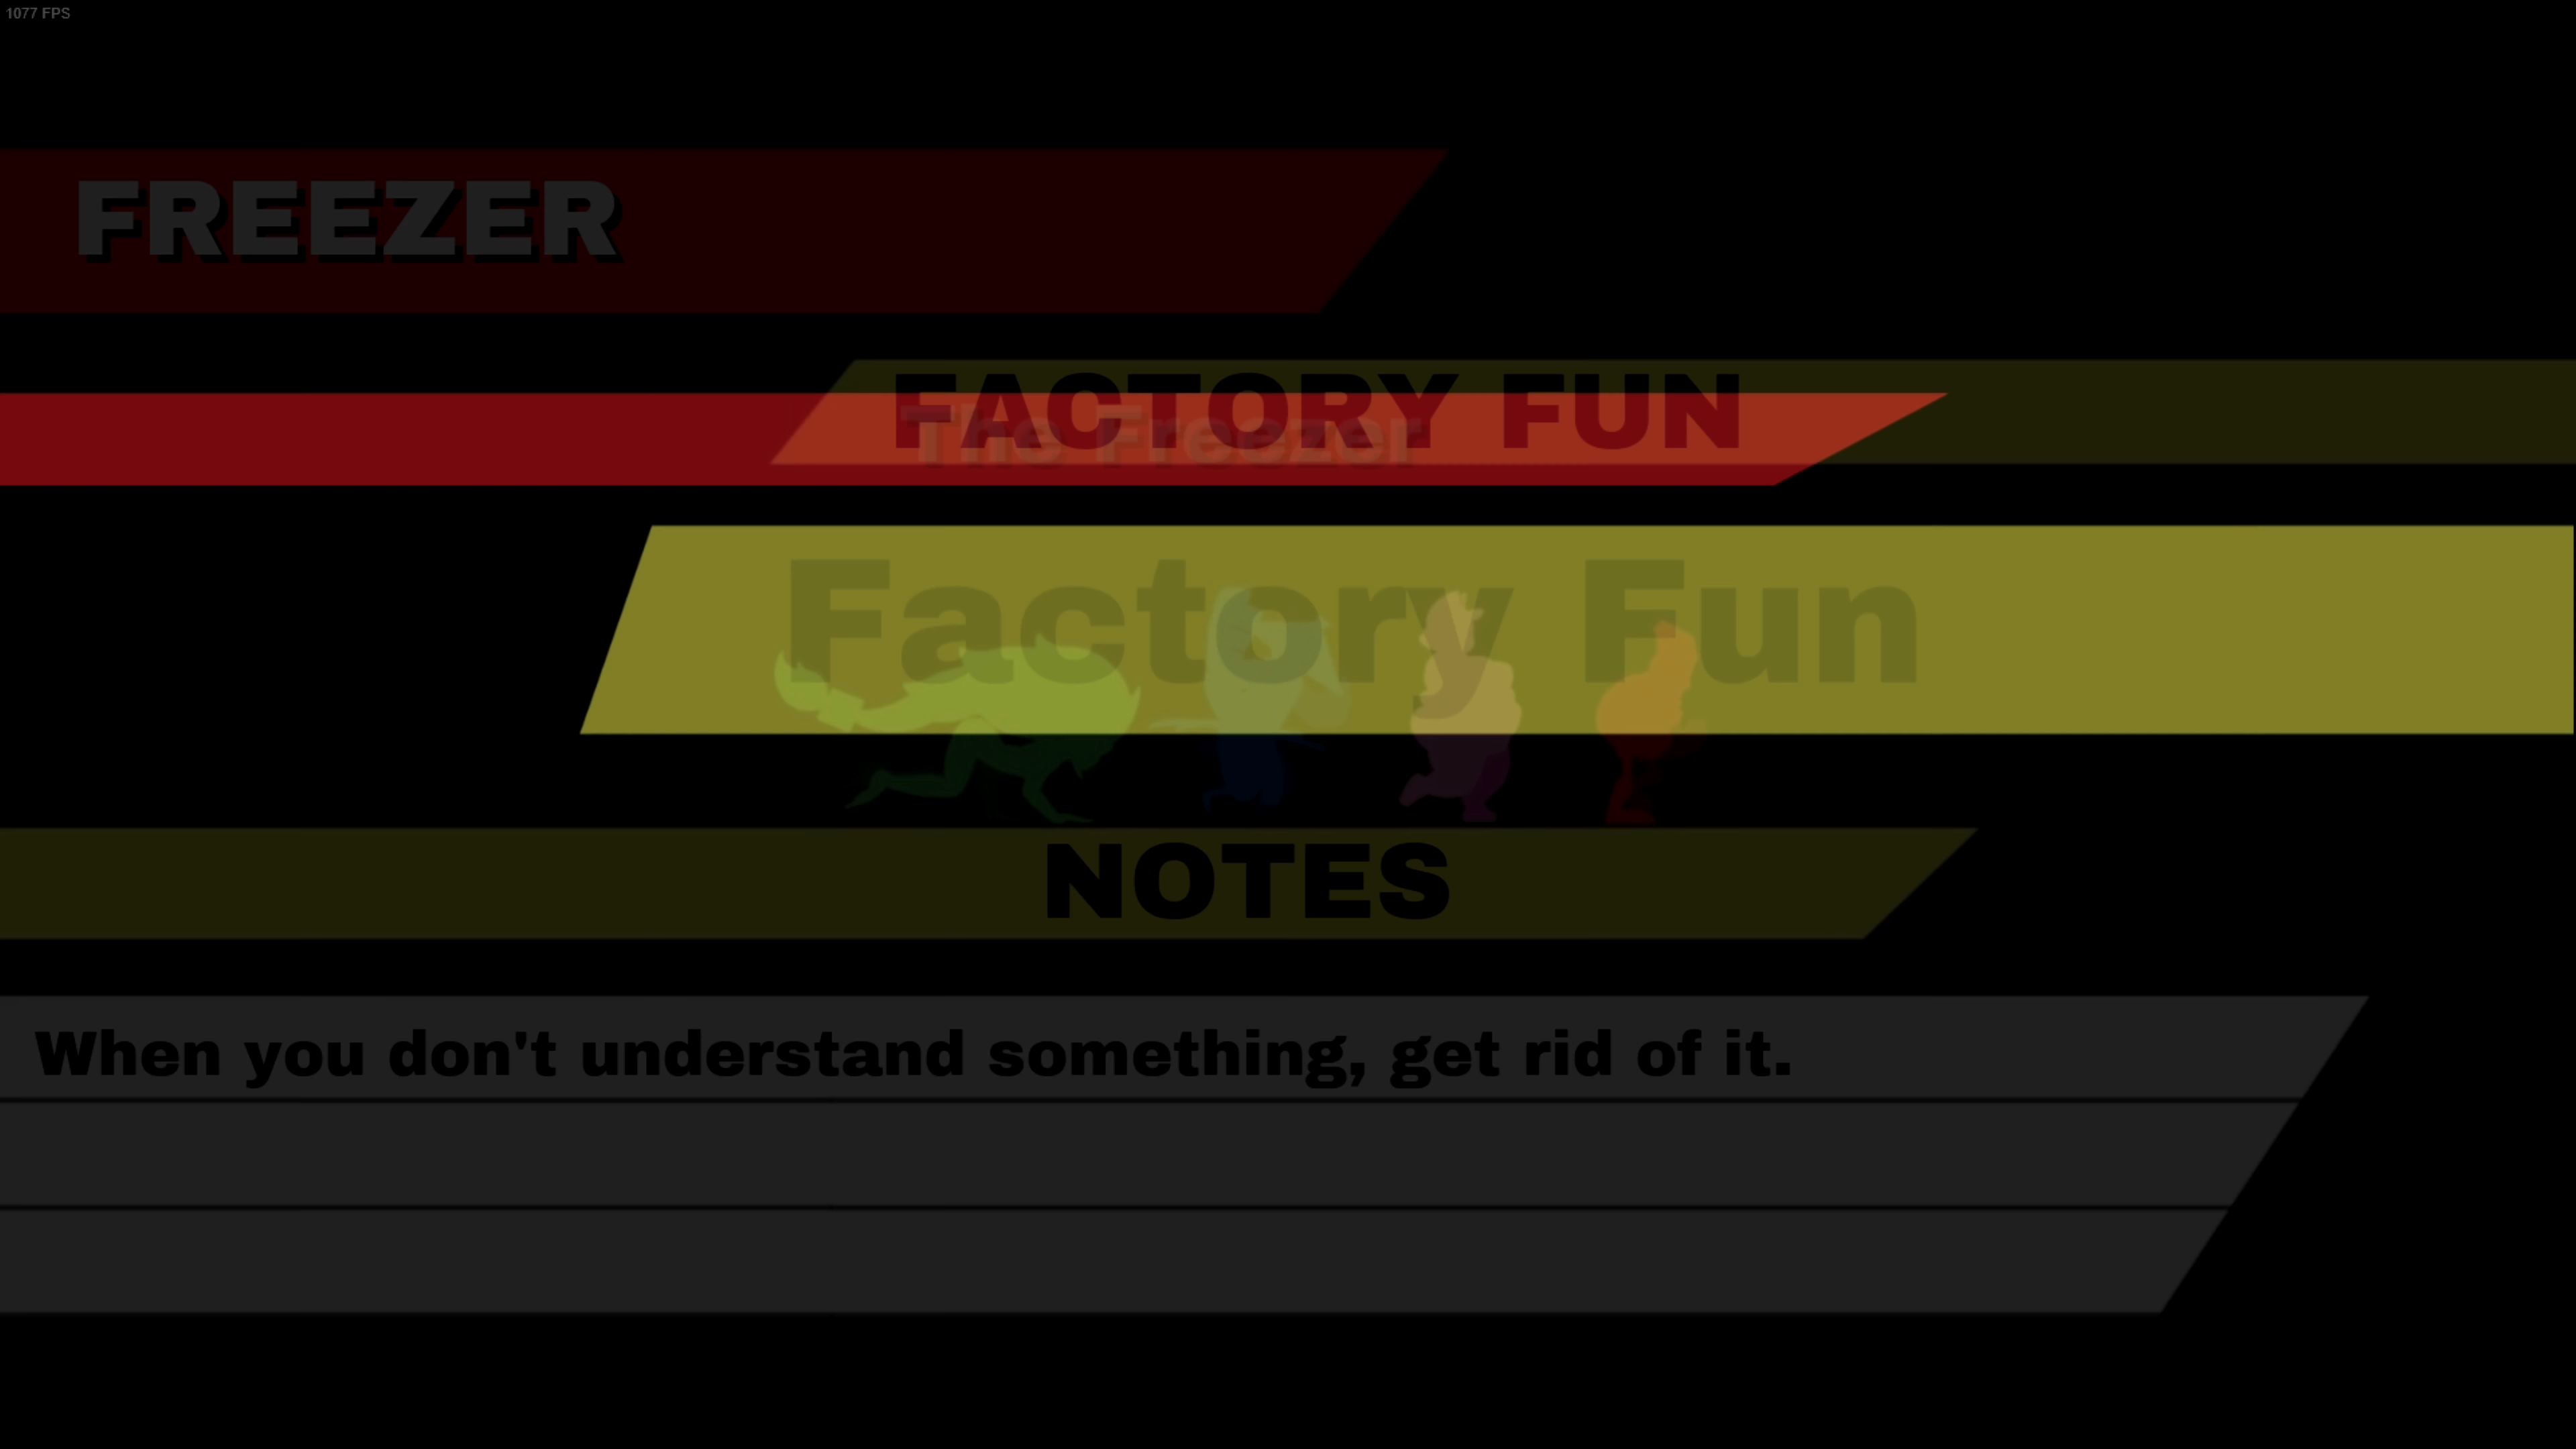 1077 FPS
FREEZER
FACTORY FUN
The Freezer
Factory Fun
NOTES
When you don't understand something, get rid of it.